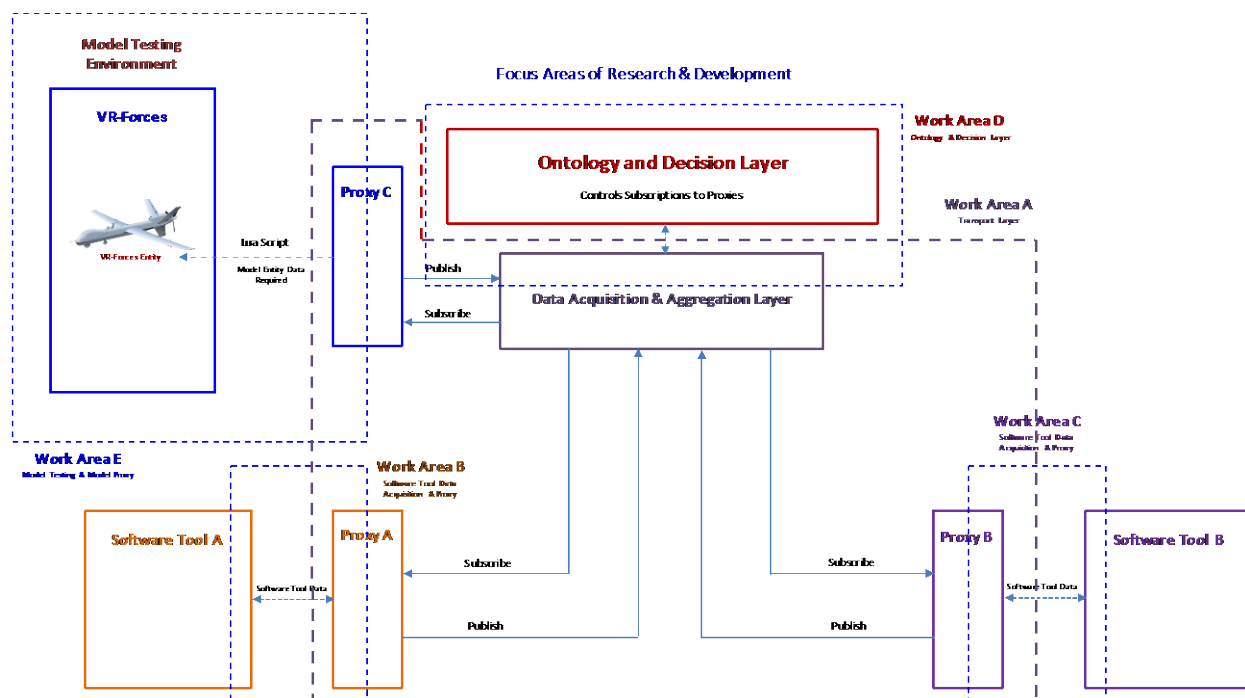 Model Testing
Environment
VR-Forces
VR-Forces Entity
Lua Script
Model Entity Data
Required
Proxy C
Focus Areas of Research & Development
Work Area D
Ontology & Decision Layer
Ontology and Decision Layer
Controls Subscriptions to Proxies
Work Area A
Transport Layer
Publish
Subscribe
Data Acquisition & Aggregation Layer
Work Area E
Model Testing & Model Proxy
Work Area B
Software Tool Data
Acquisition & Proxy
Work Area C
Software Tool Data
Acquisition & Proxy
Software Tool A
Software Tool Data
Proxy A
Subscribe
Publish
Subscribe
Publish
Proxy B
Software Tool Data
Software Tool B